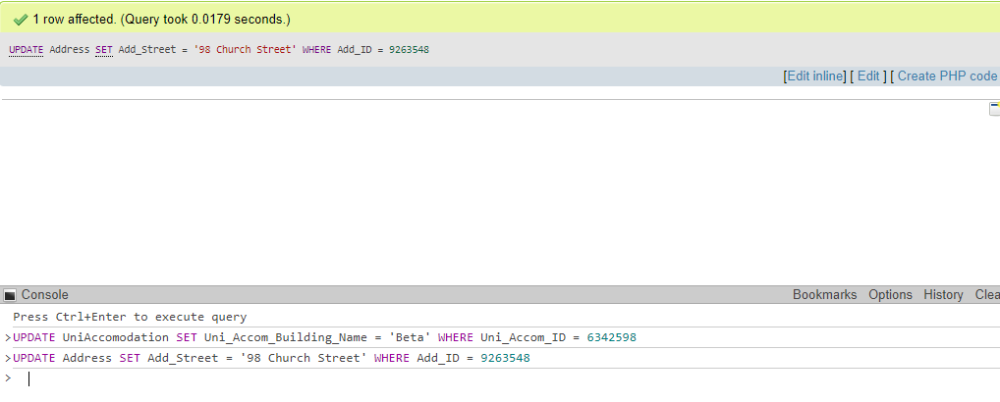 1 row affected. (Query took 0.0179 seconds.)
UPDATE Address SET Add_Street = '98 Church Street' WHERE Add_ID = 9263548
[Edit inline] [ Edit ] [ Create PHP code
Console
Bookmarks Options History Clea
Press Ctrl+Enter to execute query
>UPDATE UniAccomodation SET Uni_Accom_Building_Name = 'Beta' WHERE Uni_Accom_ID = 6342598
>UPDATE Address SET Add_Street = '98 Church Street' WHERE Add_ID = 9263548
>